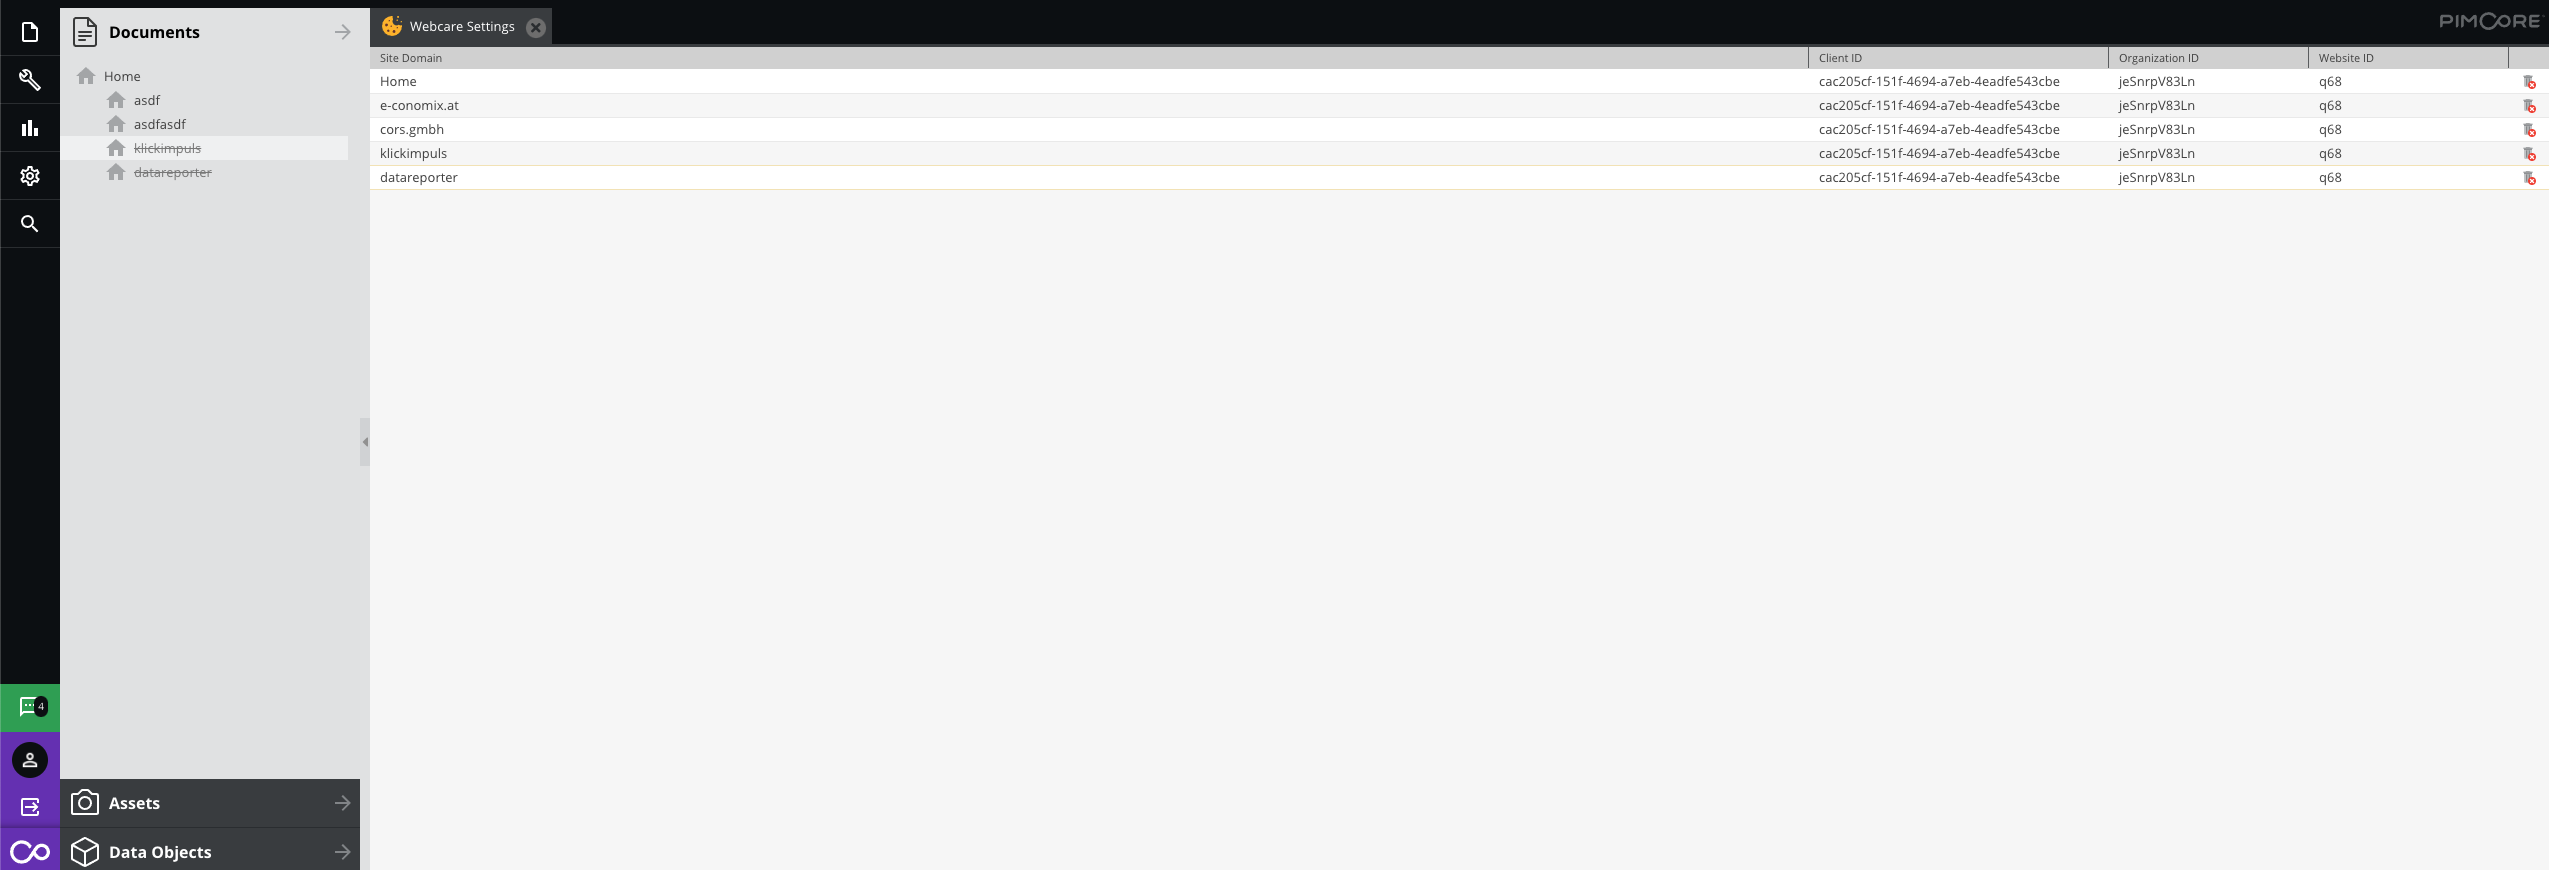 Documents
Home
asdf
asdfasdf
klickimpuls
datareporter
4
Assets
Data Objects
Webcare Settings
PIMCORE
Site Domain Client ID Organization ID Website ID
Home cac205cf-151f-4694-a7eb-4eadfe543cbe jeSnrpV83Ln q68
e-conomix.at cac205cf-151f-4694-a7eb-4eadfe543cbe jeSnrpV83Ln q68
cors.gmbh cac205cf-151f-4694-a7eb-4eadfe543cbe jeSnrpV83Ln q68
klickimpuls cac205cf-151f-4694-a7eb-4eadfe543cbe jeSnrpV83Ln q68
datareporter cac205cf-151f-4694-a7eb-4eadfe543cbe jeSnrpV83Ln q68